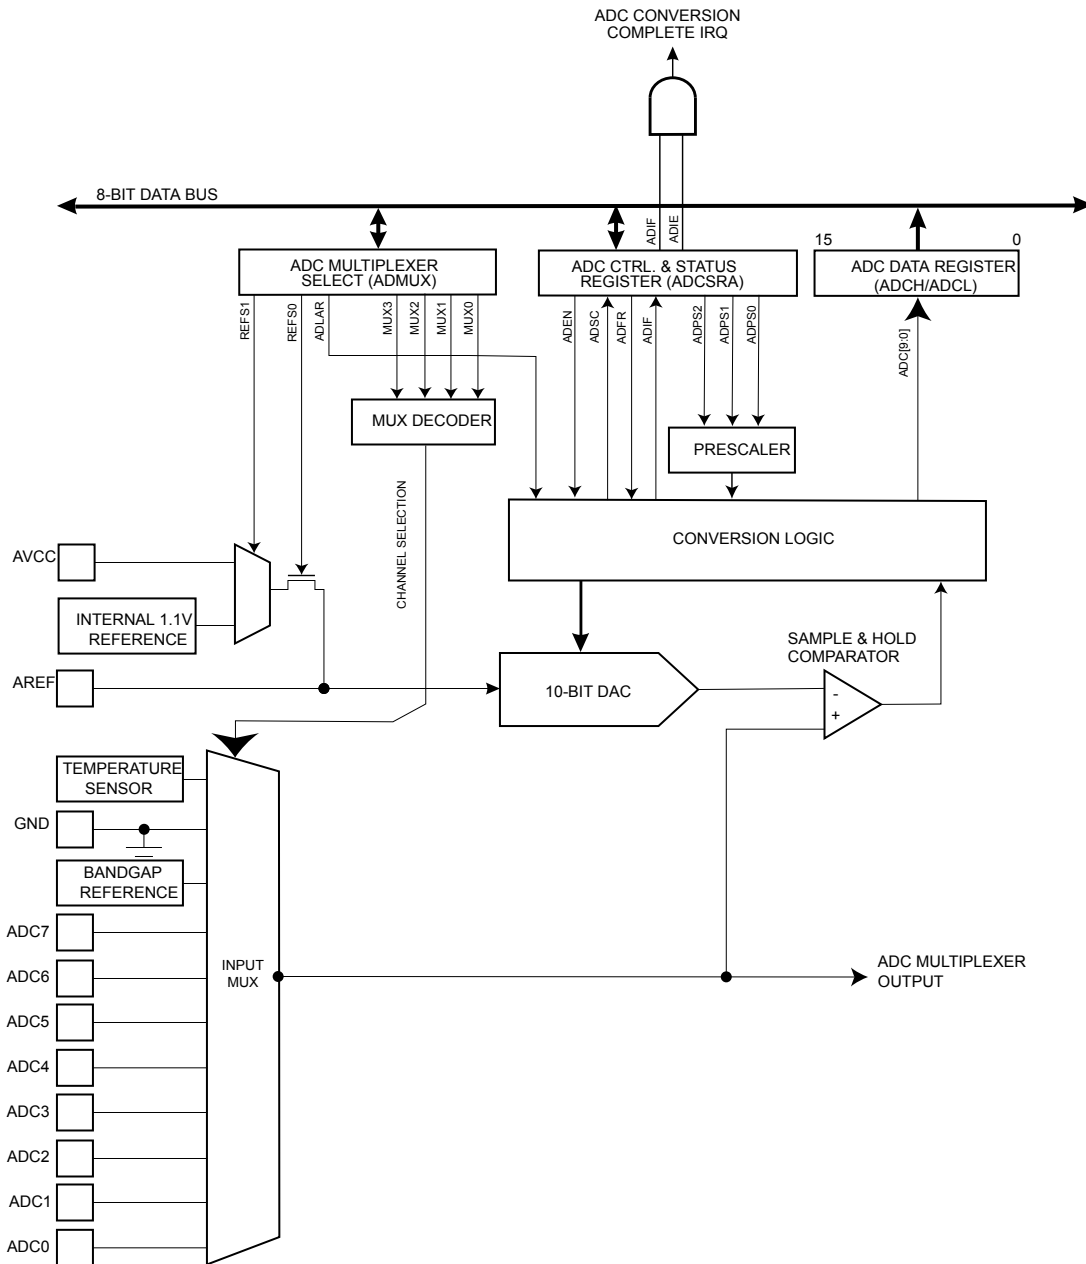 ADC CONVERSION
COMPLETE IRQ
8-BIT DATA BUS
ADIF
ADIE
15
0
ADC MULTIPLEXER
SELECT (ADMUX)
ADC CTRL. & STATUS
REGISTER (ADCSRA)
ADC DATA REGISTER
(ADCH/ADCL)
REFS1
REFS0
ADLAR
MUX3
MUX2
MUX1
MUX0
ADEN
ADSC
ADFR
ADIF
ADPS2
ADPS1
ADPS0
ADC[9:0]
MUX DECODER
PRESCALER
CHANNEL SELECTION
CONVERSION LOGIC
AVCC
INTERNAL 1.1V
REFERENCE
SAMPLE & HOLD
COMPARATOR
AREF
10-BIT DAC
-
+
TEMPERATURE
SENSOR
GND
BANDGAP
REFERENCE
ADC7
ADC6
INPUT
MUX
ADC MULTIPLEXER
OUTPUT
ADC5
ADC4
ADC3
ADC2
ADC1
ADC0